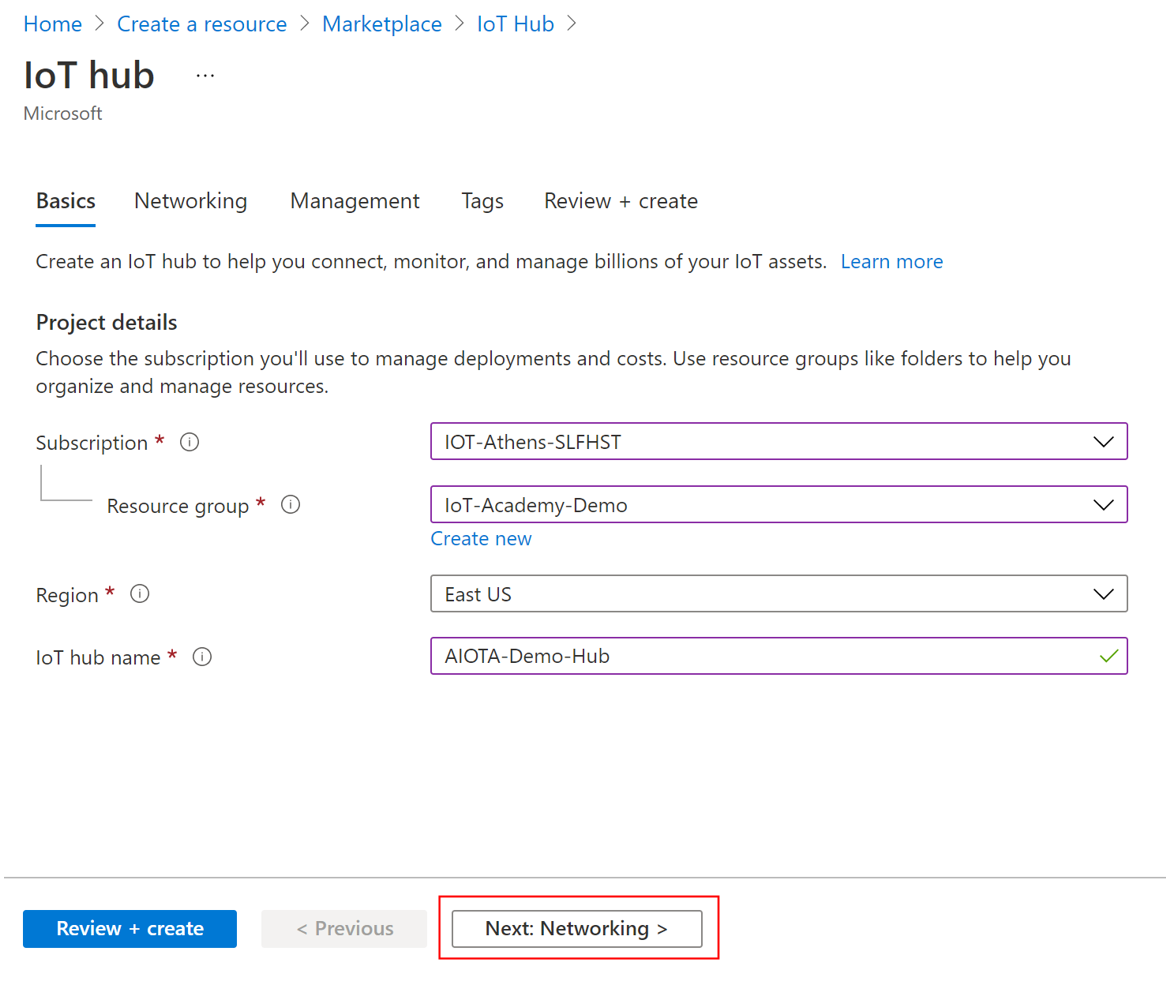 Home > Create a resource > Marketplace > IoT Hub >
IoT hub ...
Microsoft
Basics Networking Management Tags Review + create
Create an IoT hub to help you connect, monitor, and manage billions of your IoT assets. Learn more
Project details
Choose the subscription you'll use to manage deployments and costs. Use resource groups like folders to help you
organize and manage resources.
Subscription * IOT-Athens-SLFHST
Resource group * IoT-Academy-Demo
Create new
Region * East US
IoT hub name * AIOTA-Demo-Hub
Review + create < Previous Next: Networking >